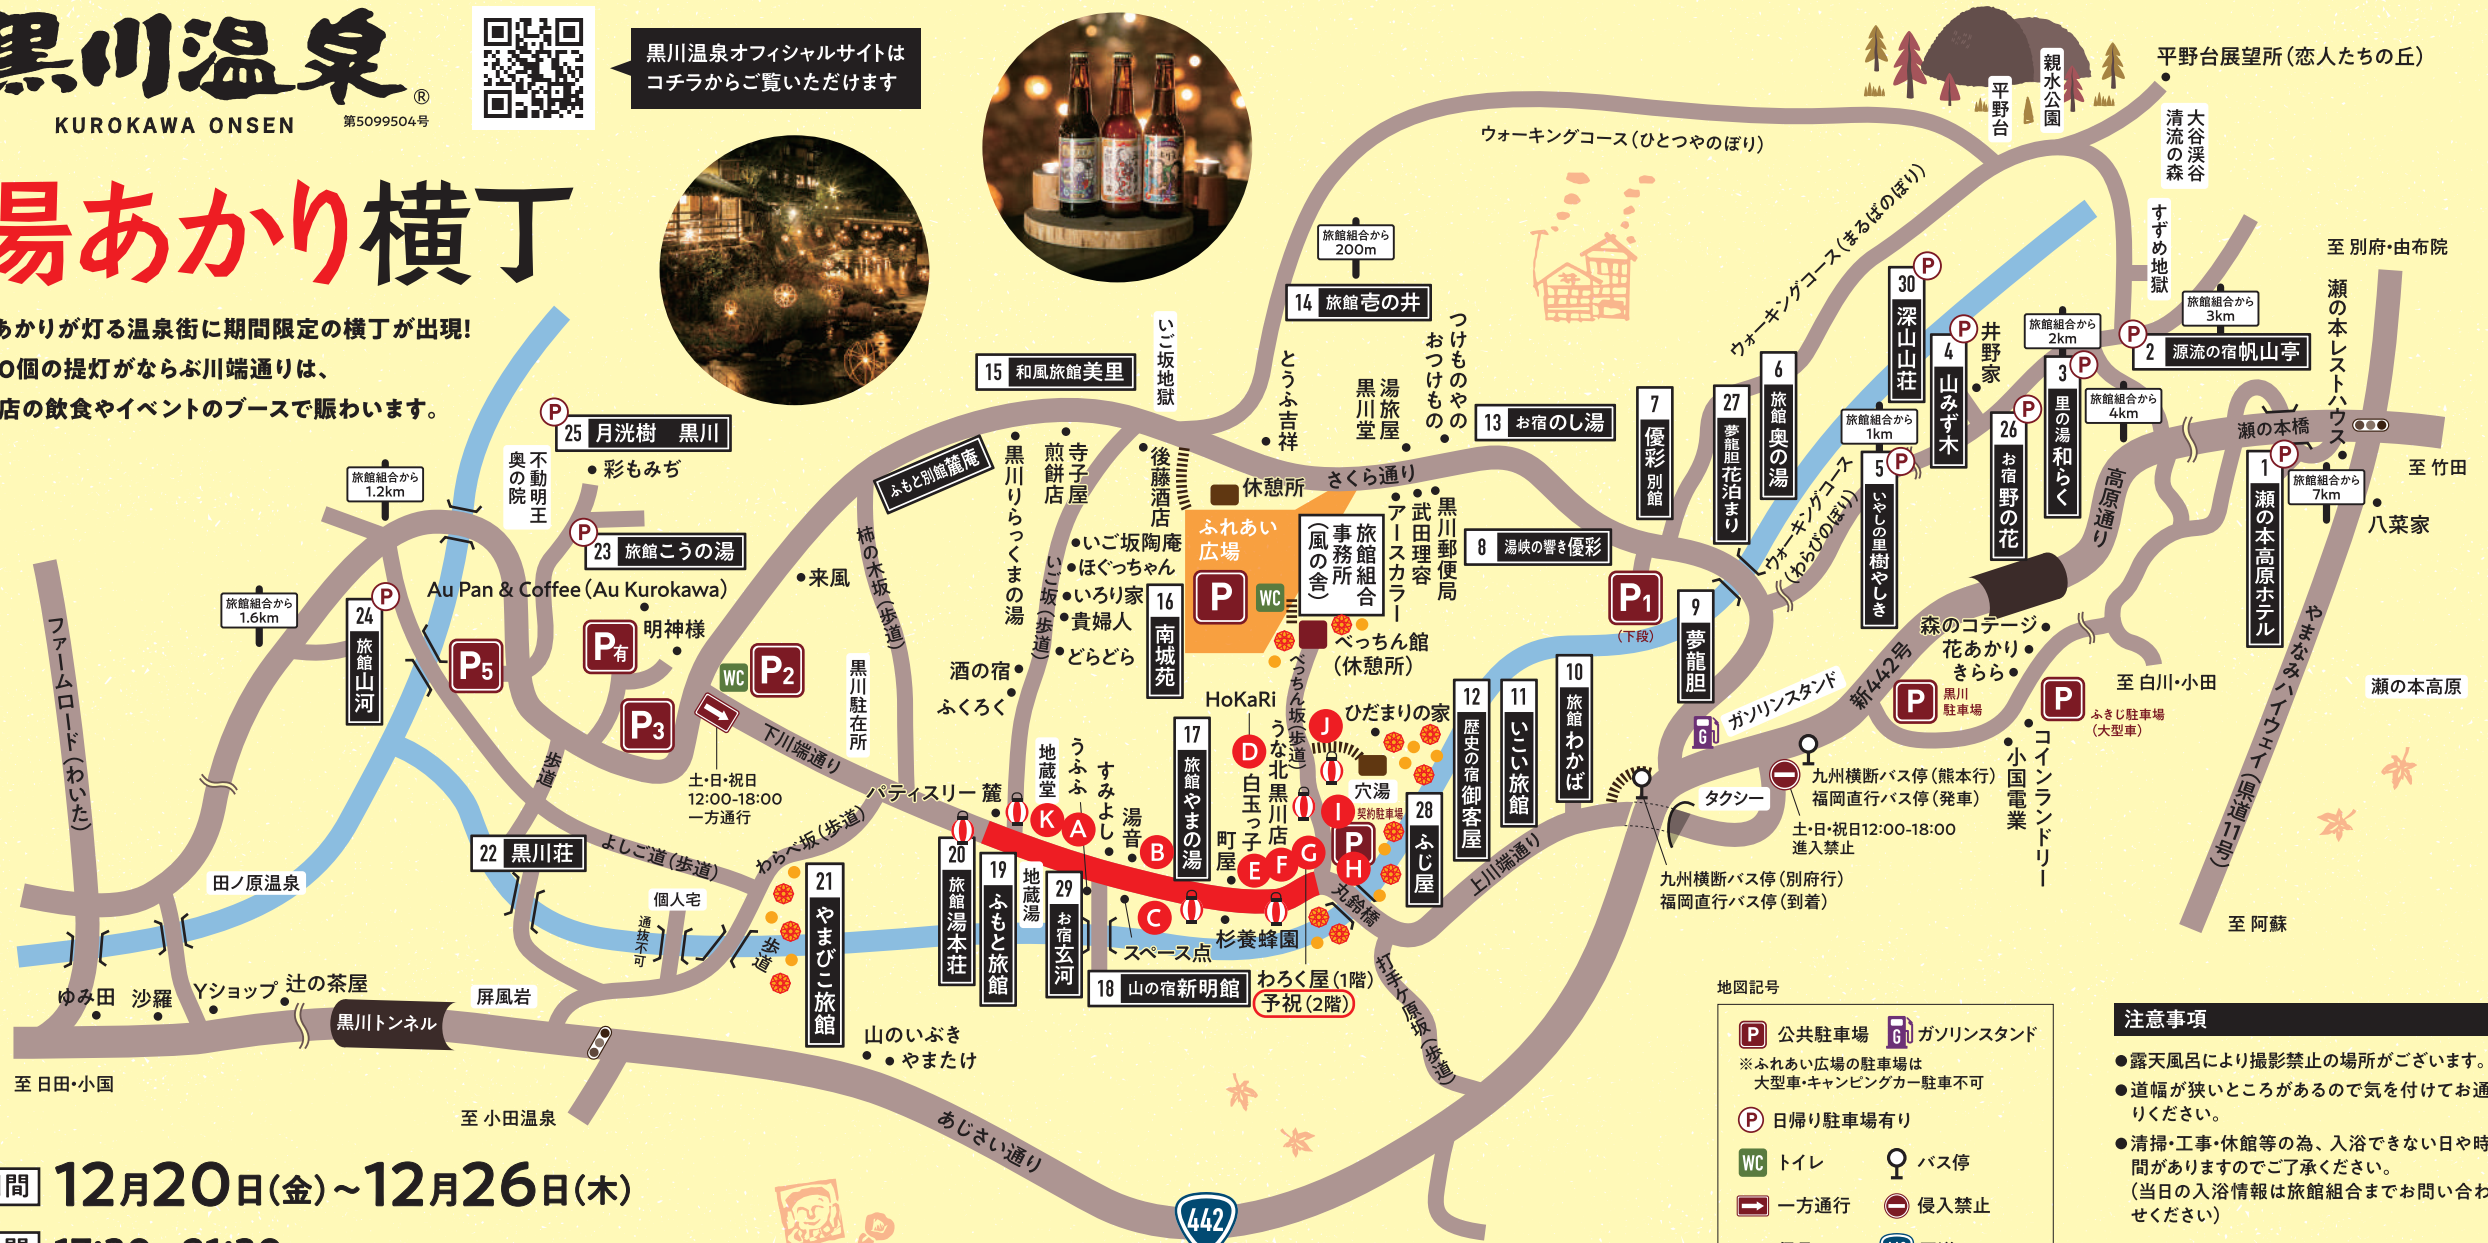 黒川温泉®
KUROKAWA ONSEN
第5099504号
黒川温泉オフィシャルサイトは
コチラからご覧いただけます
湯あかり横丁
あかりが灯る温泉街に期間限定の横丁が出現!
0個の提灯がならぶ川端通りは、
店の飲食やイベントのブースで賑わいます。
平野台展望所(恋人たちの丘)
平野台
親水公園
大谷渓谷
清流の森
すずめ地獄
ウォーキングコース(ひとつやのぼり)
ウォーキングコース(まるばのぼり)
ウォーキングコース
(わらびのぼり)
至 別府・由布院
瀬の本レストハウス
旅館組合から
200m
14 旅館 壱の井
旅館組合から
3km
2 源流の宿 帆山亭
旅館組合から
2km
旅館組合から
4km
旅館組合から
1km
旅館組合から
7km
30 深山山荘
P
4 山みず木
P
井野家
3 里の湯 和らく
P
26 お宿 野の花
P
5 いやしの里 樹やしき
P
P
1 瀬の本高原ホテル
P
瀬の本橋
至 竹田
八菜家
高原通り
やまなみハイウェイ(県道11号)
瀬の本高原
至 阿蘇
6 旅館 奥の湯
27 夢龍胆 花泊まり
7 優彩 別館
13 お宿 のし湯
8 湯峡の響き 優彩
9 夢龍胆
P1
(下段)
つけものやの
おつけもの
湯旅屋
黒川堂
とうふ吉祥
いご坂地獄
15 和風旅館 美里
ふもと別館 麓庵
黒川りらっくまの湯
寺子屋
煎餅店
後藤酒店
さくら通り
休憩所
ふれあい
広場
P
WC
旅館組合
事務所
(風の舎)
アースカラー
武田理容
黒川郵便局
べっちん館
(休憩所)
いご坂陶庵
ほぐっちゃん
いろり家
貴婦人
どらどら
いご坂(歩道)
16 南城苑
酒の宿
ふくろく
来風
柿の木坂(歩道)
黒川駐在所
P
25 月洸樹 黒川
彩もみぢ
不動明王
奥の院
旅館組合から
1.2km
P
23 旅館 こうの湯
Au Pan & Coffee(Au Kurokawa)
明神様
旅館組合から
1.6km
24 旅館 山河
P
P5
P有
P3
WC
P2
下川端通り
土・日・祝日
12:00-18:00
一方通行
ファームロード(わいた)
歩道
パティスリー 麓
地蔵堂
うふふ
すみよし
湯音
K
A
B
C
D
E
F
G
H
I
J
17 旅館 やまの湯
HoKaRi
白玉っ子
うな北黒川店
町屋
べっちん坂(歩道)
ひだまりの家
穴湯
契約駐車場
P
28 ふじ屋
12 歴史の宿 御客屋
11 いこい旅館
10 旅館 わかば
丸鈴橋
上川端通り
ガソリンスタンド
G
新442号
森のコテージ
花あかり
きらら
至 白川・小田
P
黒川
駐車場
P
ふきじ駐車場
(大型車)
コインランドリー
小国電業
九州横断バス停(熊本行)
福岡直行バス停(発車)
タクシー
土・日・祝日12:00-18:00
進入禁止
九州横断バス停(別府行)
福岡直行バス停(到着)
22 黒川荘
よしご道(歩道)
わらべ坂(歩道)
個人宅
通抜不可
歩道
21 やまびこ旅館
20 旅館 湯本荘
19 ふもと旅館
地蔵湯
29 お宿 玄河
スペース点
杉養蜂園
18 山の宿 新明館
わろく屋(1階)
予祝(2階)
打手ケ原坂(歩道)
田ノ原温泉
ゆみ田
沙羅
Yショップ
辻の茶屋
屏風岩
黒川トンネル
至 日田・小国
至 小田温泉
山のいぶき
やまたけ
あじさい通り
442
間 12月20日(金)~12月26日(木)
地図記号
P 公共駐車場
G ガソリンスタンド
※ふれあい広場の駐車場は
大型車・キャンピングカー駐車不可
P 日帰り駐車場有り
WC トイレ
バス停
一方通行
侵入禁止
注意事項
●露天風呂により撮影禁止の場所がございます。
●道幅が狭いところがあるので気を付けてお通
りください。
●清掃・工事・休館等の為、入浴できない日や時
間がありますのでご了承ください。
(当日の入浴情報は旅館組合までお問い合わ
せください)